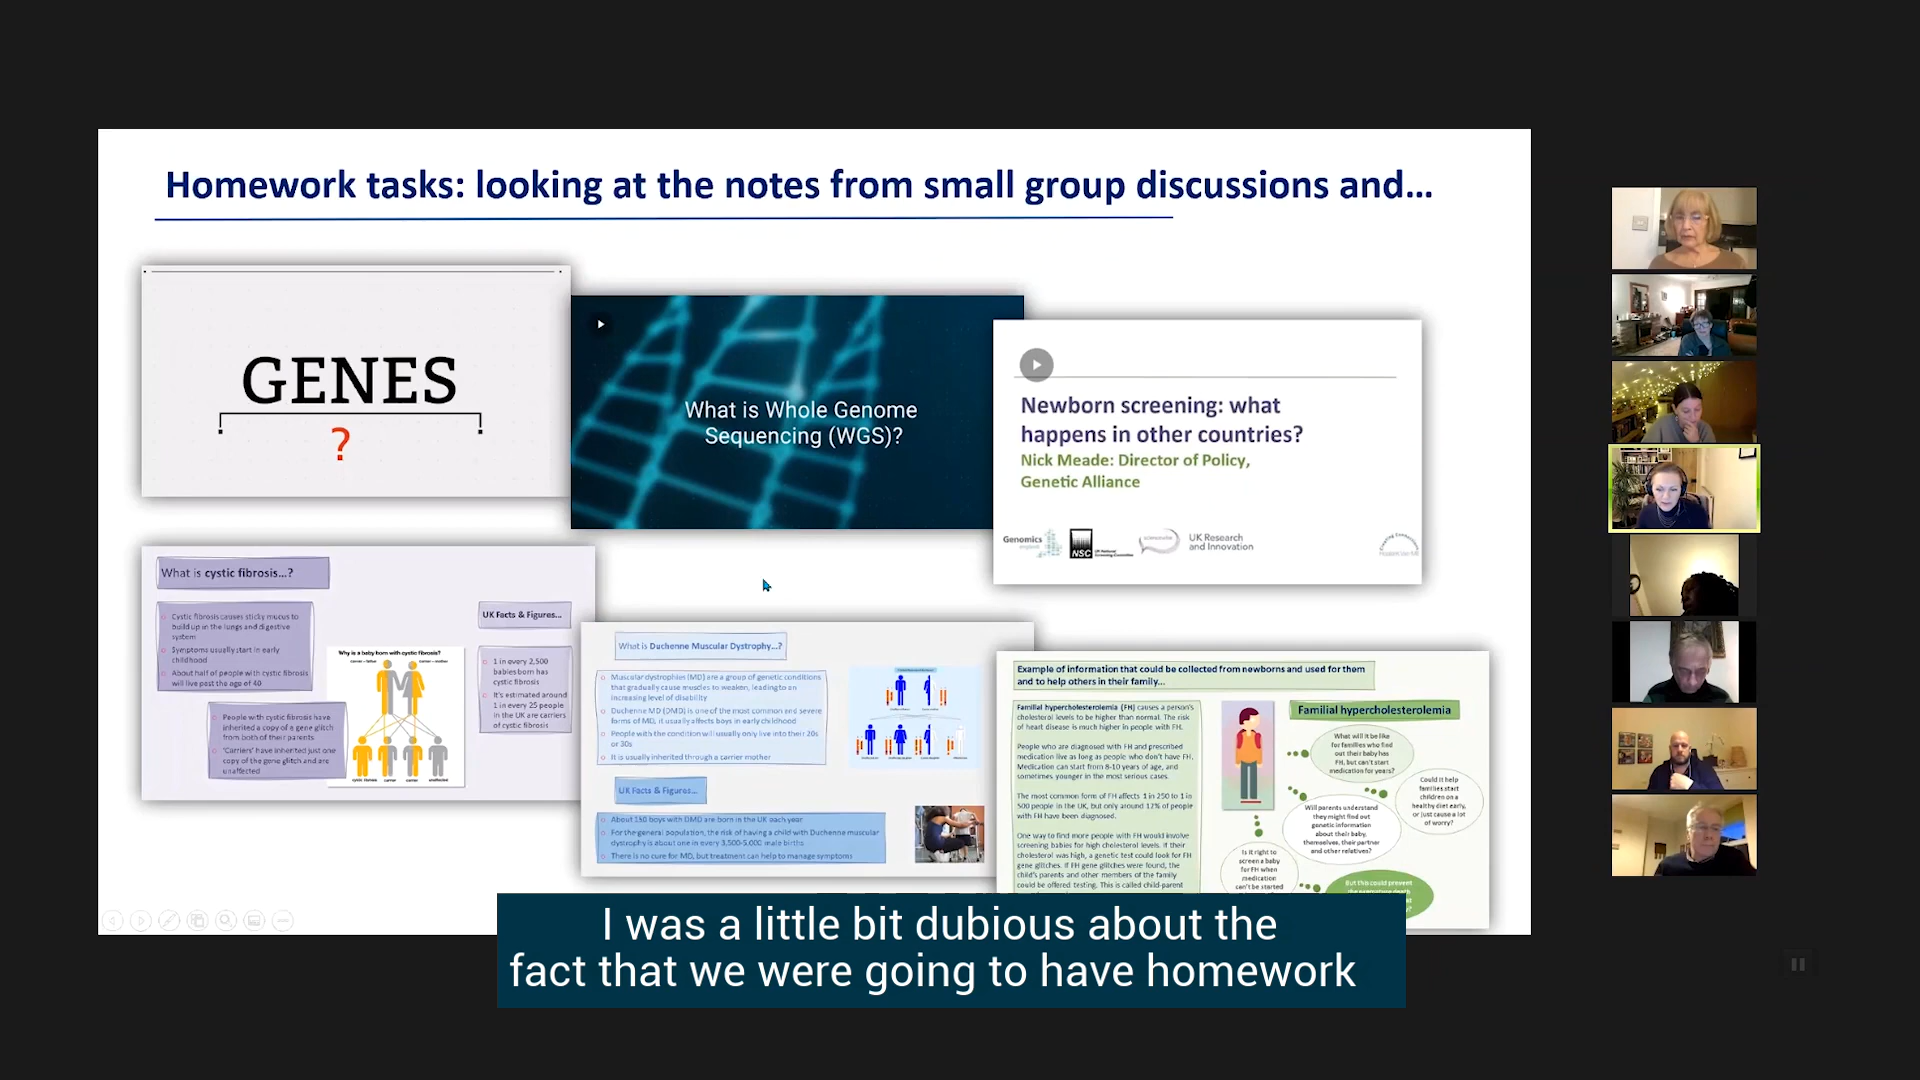 Homework tasks: looking at the notes from small group discussions and...
GENES
?
What is Whole Genome
Sequencing (WGS)?
Newborn screening: what
happens in other countries?
Nick Meade: Director of Policy,
Genetic Alliance
Genomics
NSC
UK Research
and Innovation
What is cystic fibrosis...?
Cystic fibrosis causes sticky mucus to
build up in the lungs and digestive
system
Symptoms usually start in early
childhood
About half of people with cystic fibrosis
will live past the age of 40
People with cystic fibrosis have
inherited a copy of a gene glitch
from both of their parents
'Carriers' have inherited just one
copy of the gene glitch and are
unaffected
Why is a baby born with cystic fibrosis?
carrier - father
carrier - mother
cystic fibrosis
carrier
carrier
unaffected
UK Facts & Figures...
1 in every 2,500
babies born has
cystic fibrosis
It's estimated around
1 in every 25 people
in the UK are carriers
of cystic fibrosis
What is Duchenne Muscular Dystrophy...?
Muscular dystrophies (MD) are a group of genetic conditions
that gradually cause muscles to weaken, leading to an
increasing level of disability
Duchenne MD (DMD) is one of the most common and severe
forms of MD, it usually affects boys in early childhood
People with the condition will usually only live into their 20s
or 30s
It is usually inherited through a carrier mother
UK Facts & Figures...
About 150 boys with DMD are born in the UK each year
For the general population, the risk of having a child with Duchenne muscular
dystrophy is about one in every 3,500-5,000 male births
There is no cure for MD, but treatment can help to manage symptoms
Example of information that could be collected from newborns and used for them
and to help others in their family...
Familial hypercholesterolemia (FH) causes a person's
cholesterol levels to be higher than normal. The risk
of heart disease is much higher in people with FH.
People who are diagnosed with FH and prescribed
medication live as long as people who don't have FH.
Medication can start from 8-10 years of age, and
sometimes younger in the most serious cases.
The most common form of FH affects 1 in 250 to 1 in
500 people in the UK, but only around 12% of people
with FH have been diagnosed.
One way to find more people with FH would involve
screening babies for high cholesterol levels. If their
cholesterol was high, a genetic test could look for FH
gene glitches. If FH gene glitches were found, the
child's parents and other members of the family
could be offered testing. This is called child-parent
Familial hypercholesterolemia
What will it be like
for families who find
out their baby has
FH, but can't start
medication for years?
Could it help
families start
children on a
healthy diet early,
or just cause a lot
of worry?
Will parents understand
they might find out
genetic information
about their baby,
themselves, their partner
and other relatives?
Is it right to
screen a baby
for FH when
medication
can't be started
But this could prevent
I was a little bit dubious about the
fact that we were going to have homework